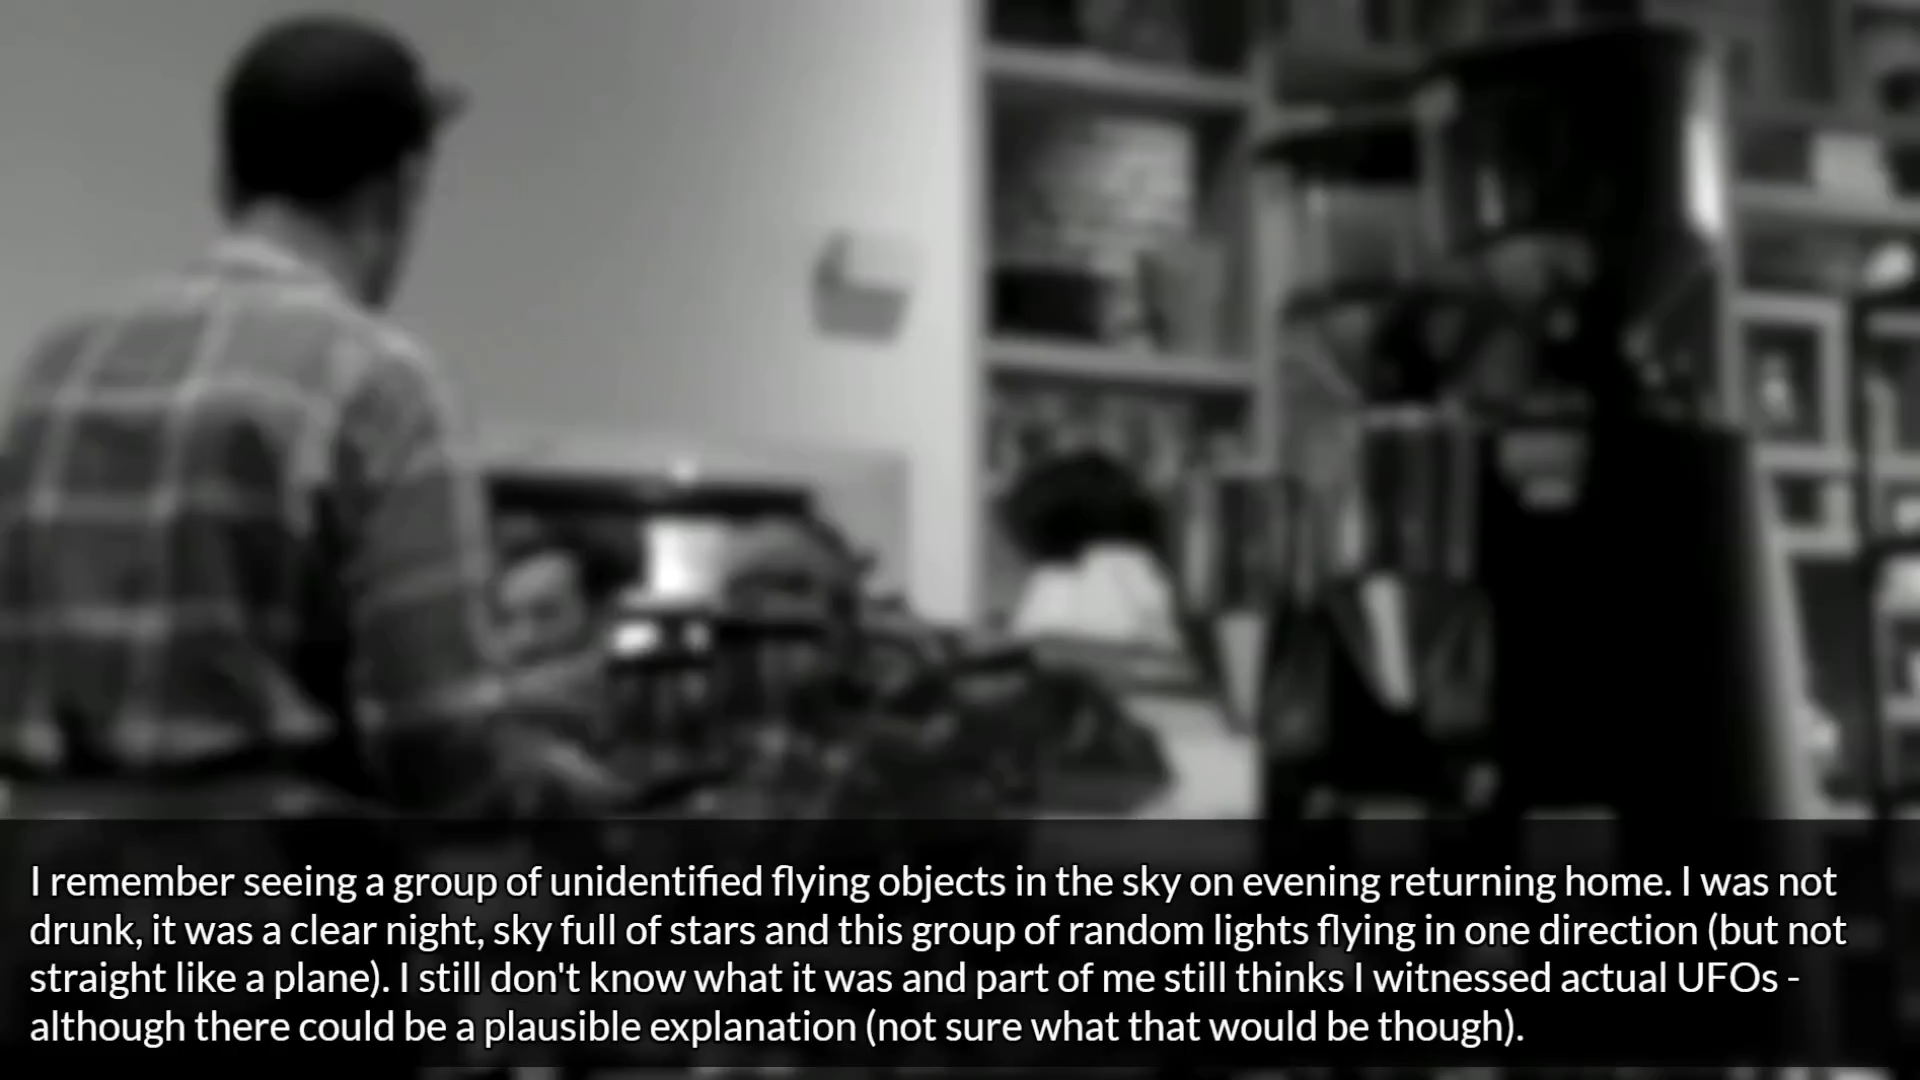 I remember seeing a group of unidentified flying objects in the sky on evening returning home. I was not
drunk, it was a clear night, sky full of stars and this group of random lights flying in one direction (but not
straight like a plane). I still don't know what it was and part of me still thinks I witnessed actual UFOs -
although there could be a plausible explanation (not sure what that would be though).